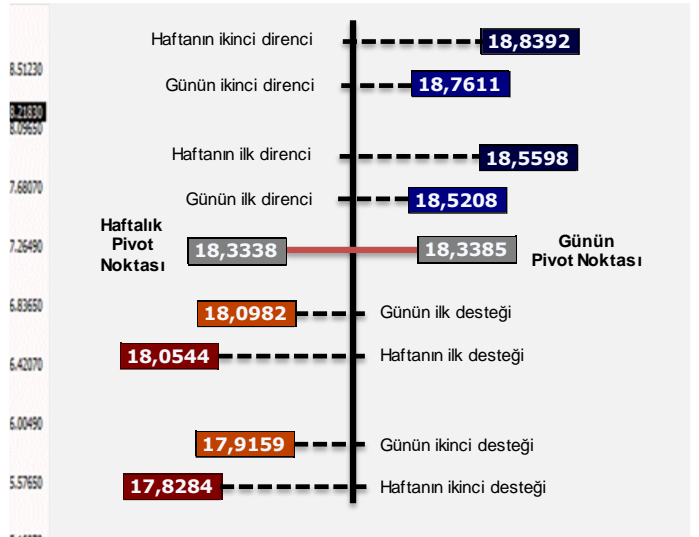 Haftanın ikinci direnci
18,8392
8.51230
Günün ikinci direnci
18,7611
8.21830
8.09650
Haftanın ilk direnci
18,5598
7.68070
Günün ilk direnci
18,5208
Haftalık
Pivot
Noktası
18,3338
18,3385
Günün
Pivot Noktası
7.26490
6.83650
18,0982
Günün ilk desteği
18,0544
Haftanın ilk desteği
6.42070
6.00490
17,9159
Günün ikinci desteği
5.57650
17,8284
Haftanın ikinci desteği